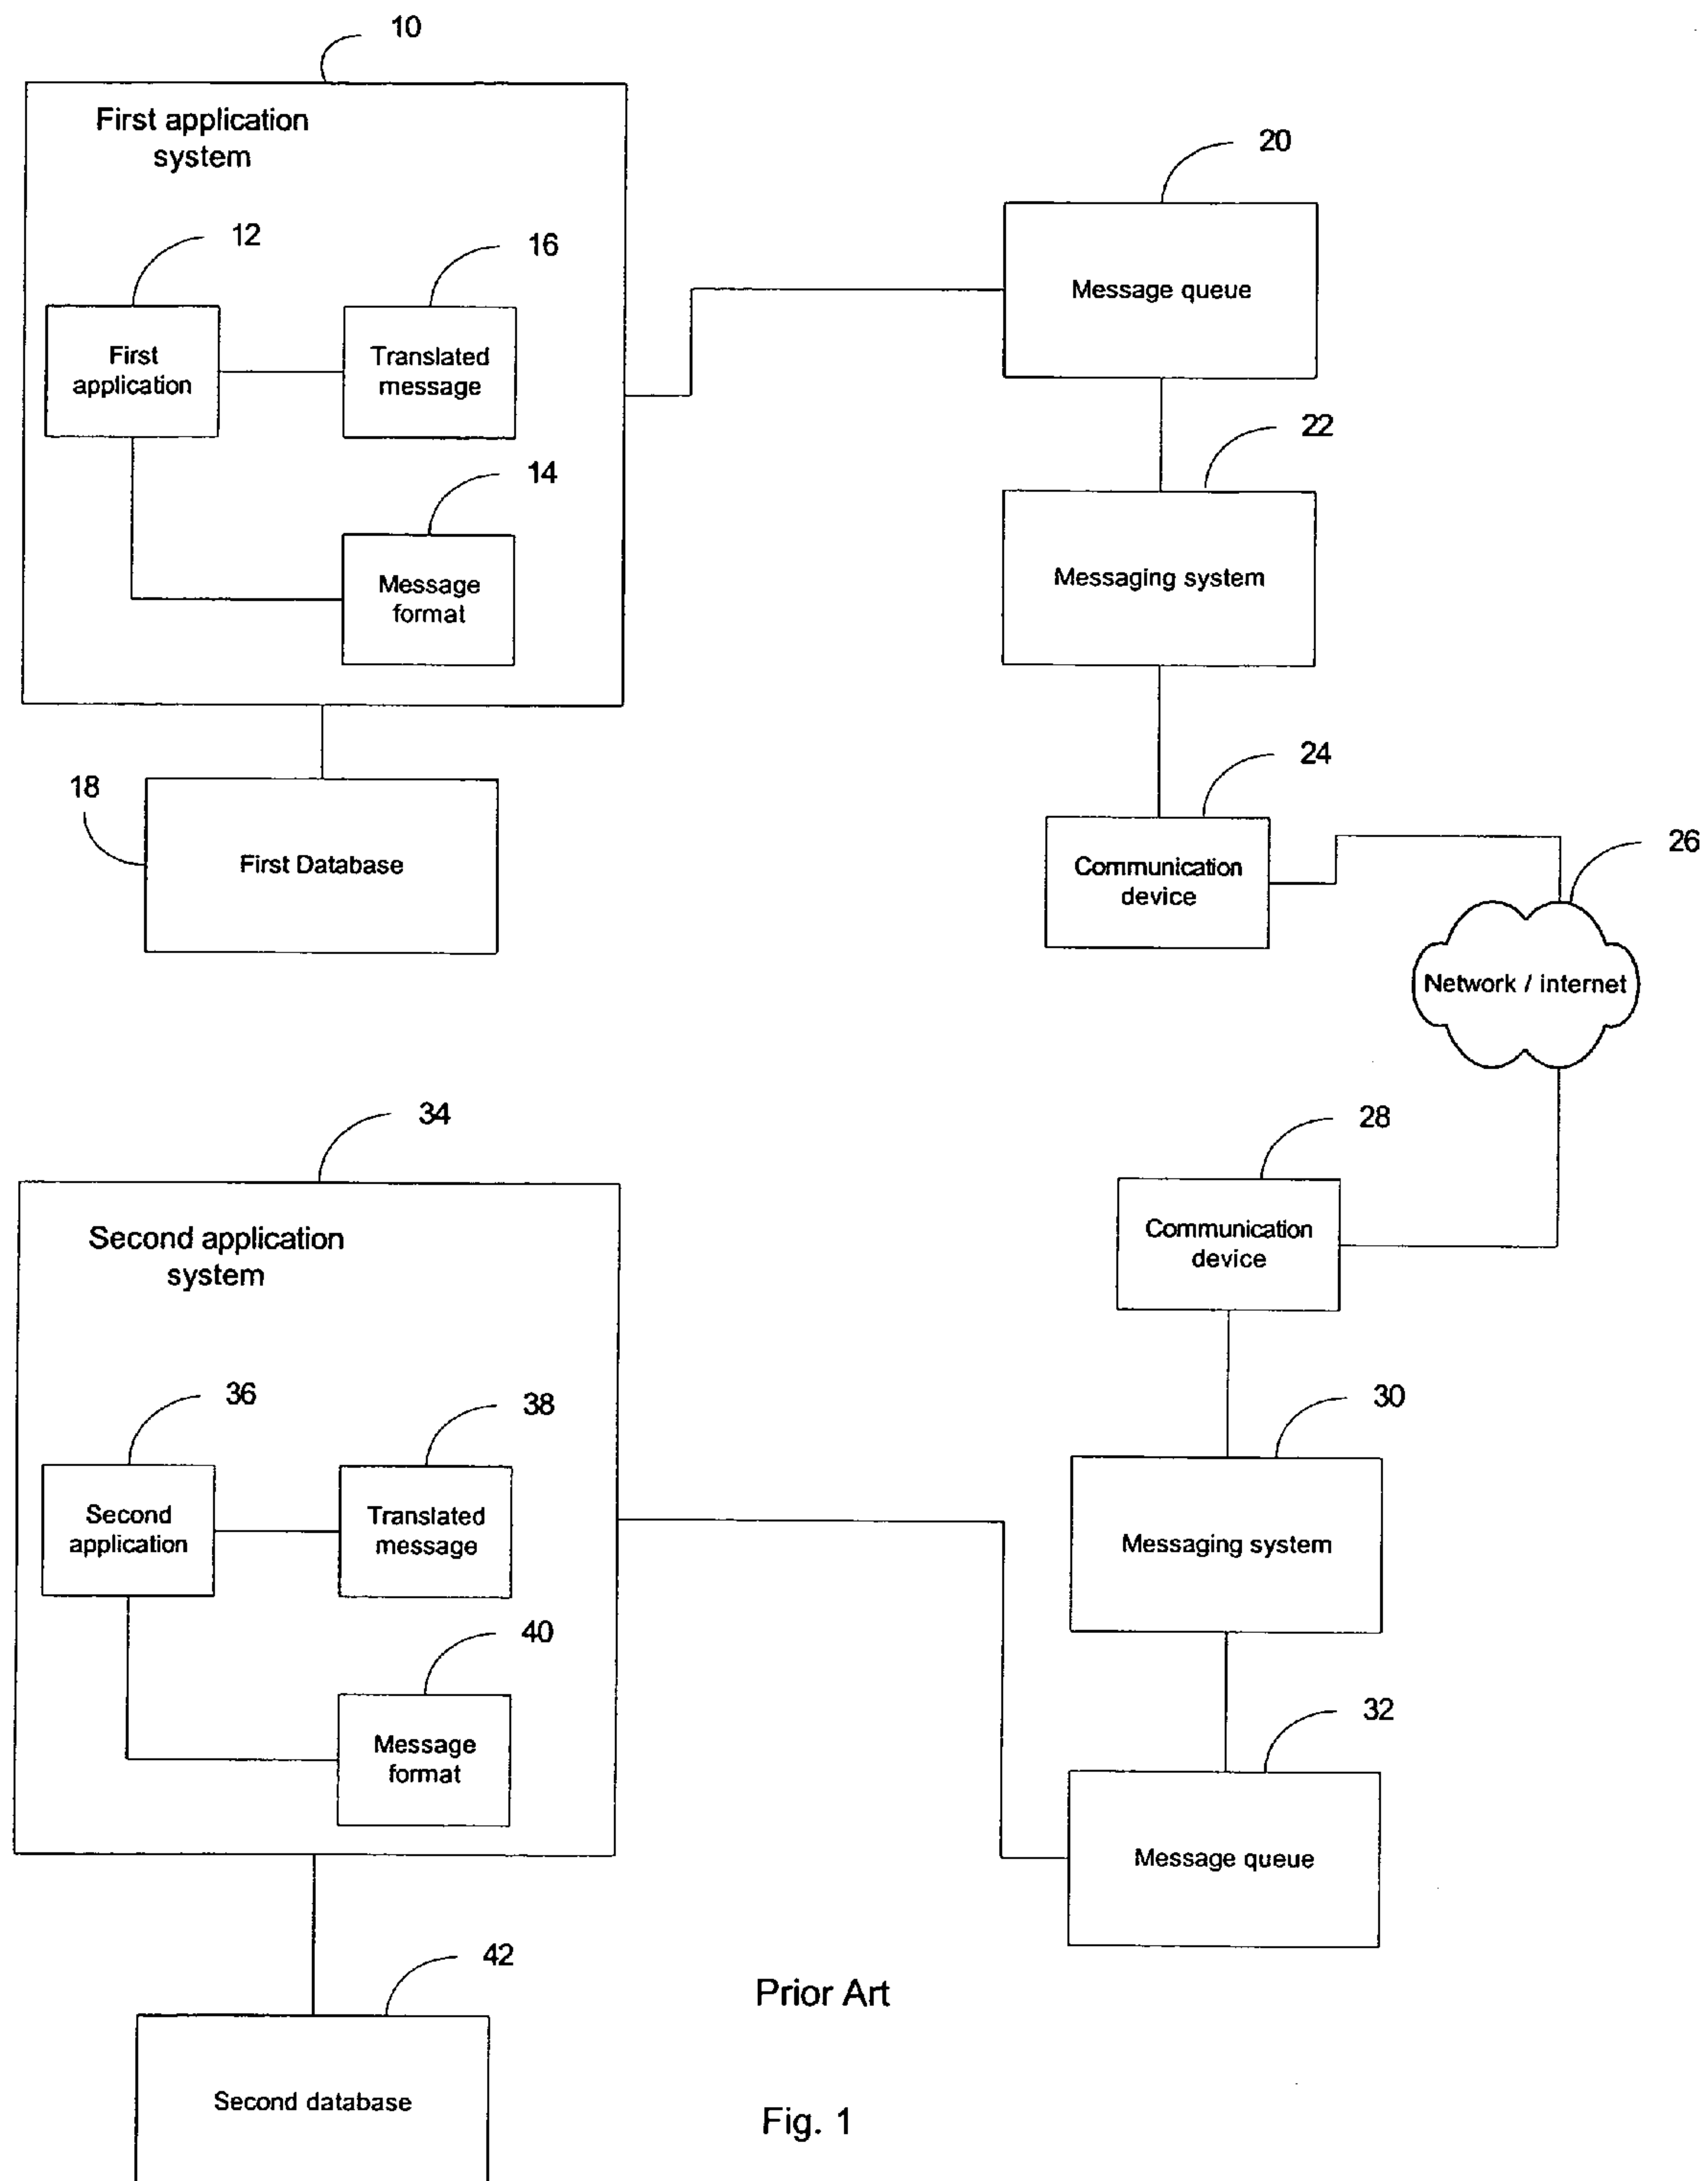 10
First application
system
20
12
16
Message queue
First
application
Translated
message
22
14
Messaging system
Message
format
24
18
26
First Database
Communication
device
Network / internet
34
28
Second application
system
Communication
device
36
38
30
Second
application
Translated
message
Messaging system
40
32
Message
format
Message queue
42
Prior Art
Second database
Fig. 1